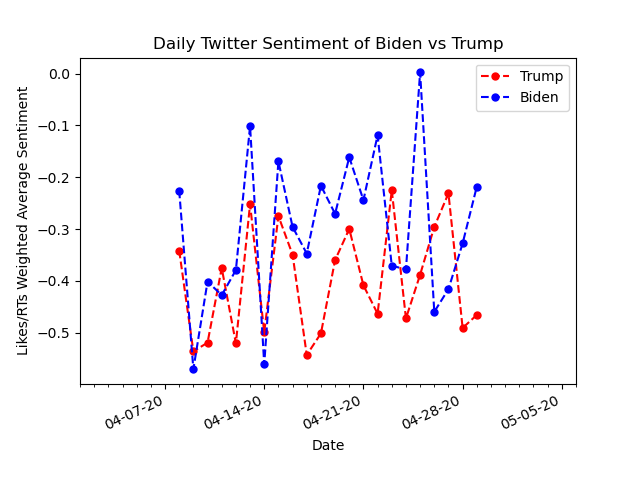 Daily Twitter Sentiment of Biden vs Trump
Trump
Biden
Likes/RTs Weighted Average Sentiment
0.0
−0.1
−0.2
−0.3
−0.4
−0.5
04-07-20
04-14-20
04-21-20
04-28-20
05-05-20
Date